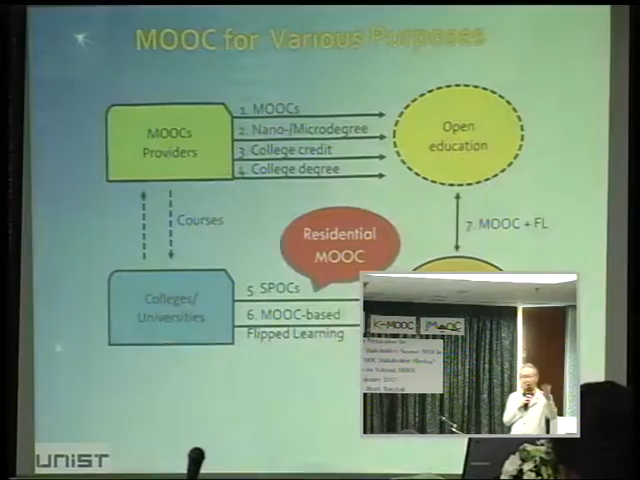 MOOC for Various Purposes
MOOCs
Providers
1. MOOCs
2. Nano-/Microdegree
3. College credit
4. College degree
Open
education
Courses
Residential
MOOC
7. MOOC + FL
Colleges/
Universities
5. SPOCs
6. MOOC-based
Flipped Learning
K-MOOC
JMOOC
UNIST